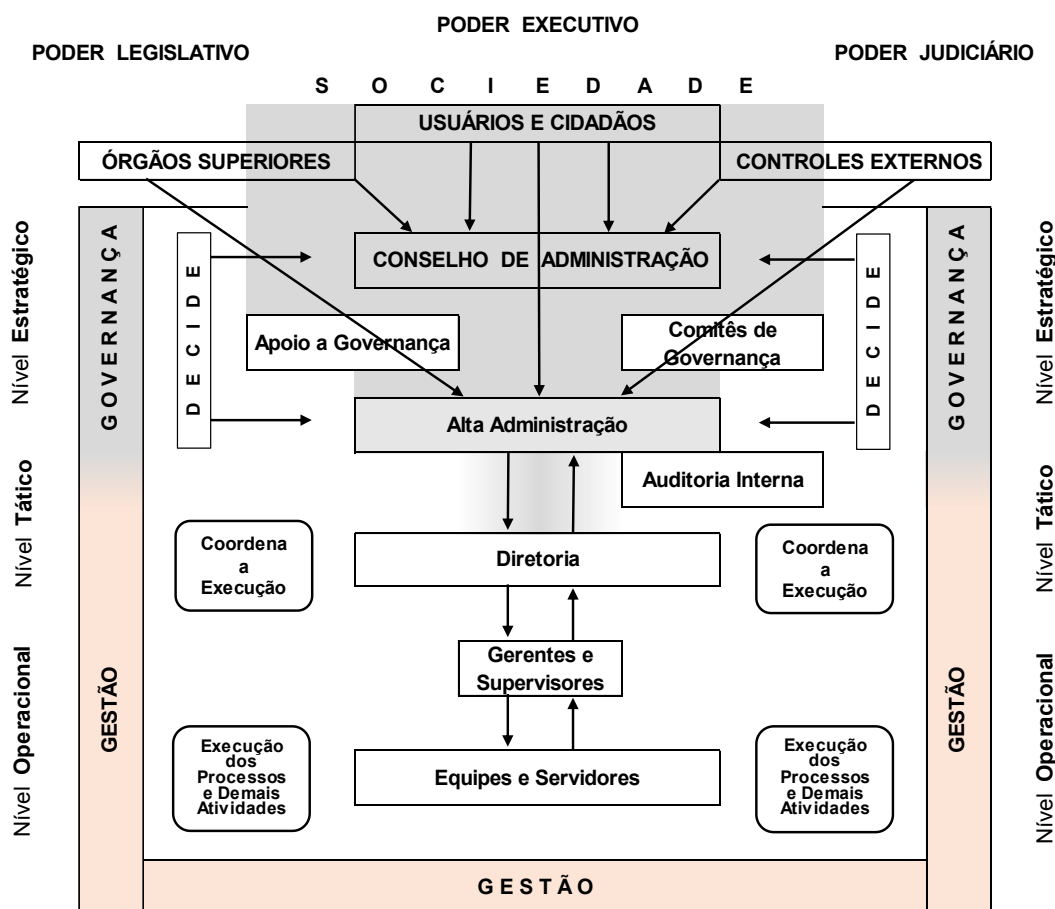 PODER EXECUTIVO
PODER LEGISLATIVO
PODER JUDICIÁRIO
S O C I E D A D E
USUÁRIOS E CIDADÃOS
ÓRGÃOS SUPERIORES
CONTROLES EXTERNOS
Nível Estratégico
GOVERNANÇA
DECIDE
CONSELHO DE ADMINISTRAÇÃO
DECIDE
GOVERNANÇA
Nível Estratégico
Apoio a Governança
Comitês de
Governança
Alta Administração
Auditoria Interna
Nível Tático
Coordena
a
Execução
Diretoria
Coordena
a
Execução
Nível Tático
Gerentes e
Supervisores
Nível Operacional
GESTÃO
Execução
dos
Processos
e Demais
Atividades
Equipes e Servidores
Execução
dos
Processos
e Demais
Atividades
GESTÃO
Nível Operacional
GESTÃO